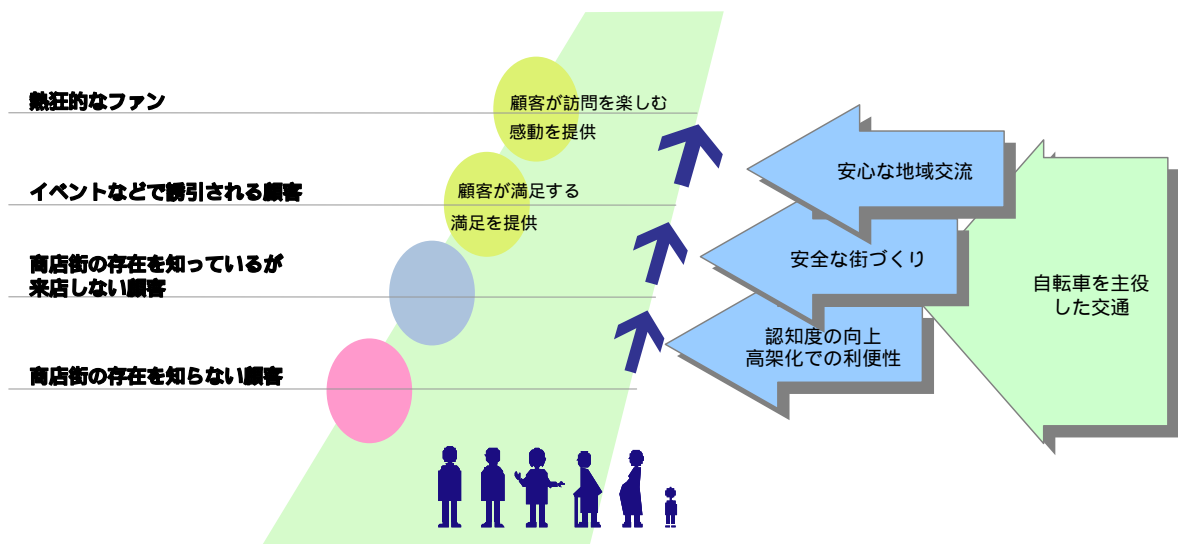 熱狂的なファン
顧客が訪問を楽しむ
感動を提供
イベントなどで誘引される顧客
顧客が満足する
満足を提供
商店街の存在を知っているが
来店しない顧客
商店街の存在を知らない顧客
安心な地域交流
安全な街づくり
認知度の向上
高架化での利便性
自転車を主役
した交通